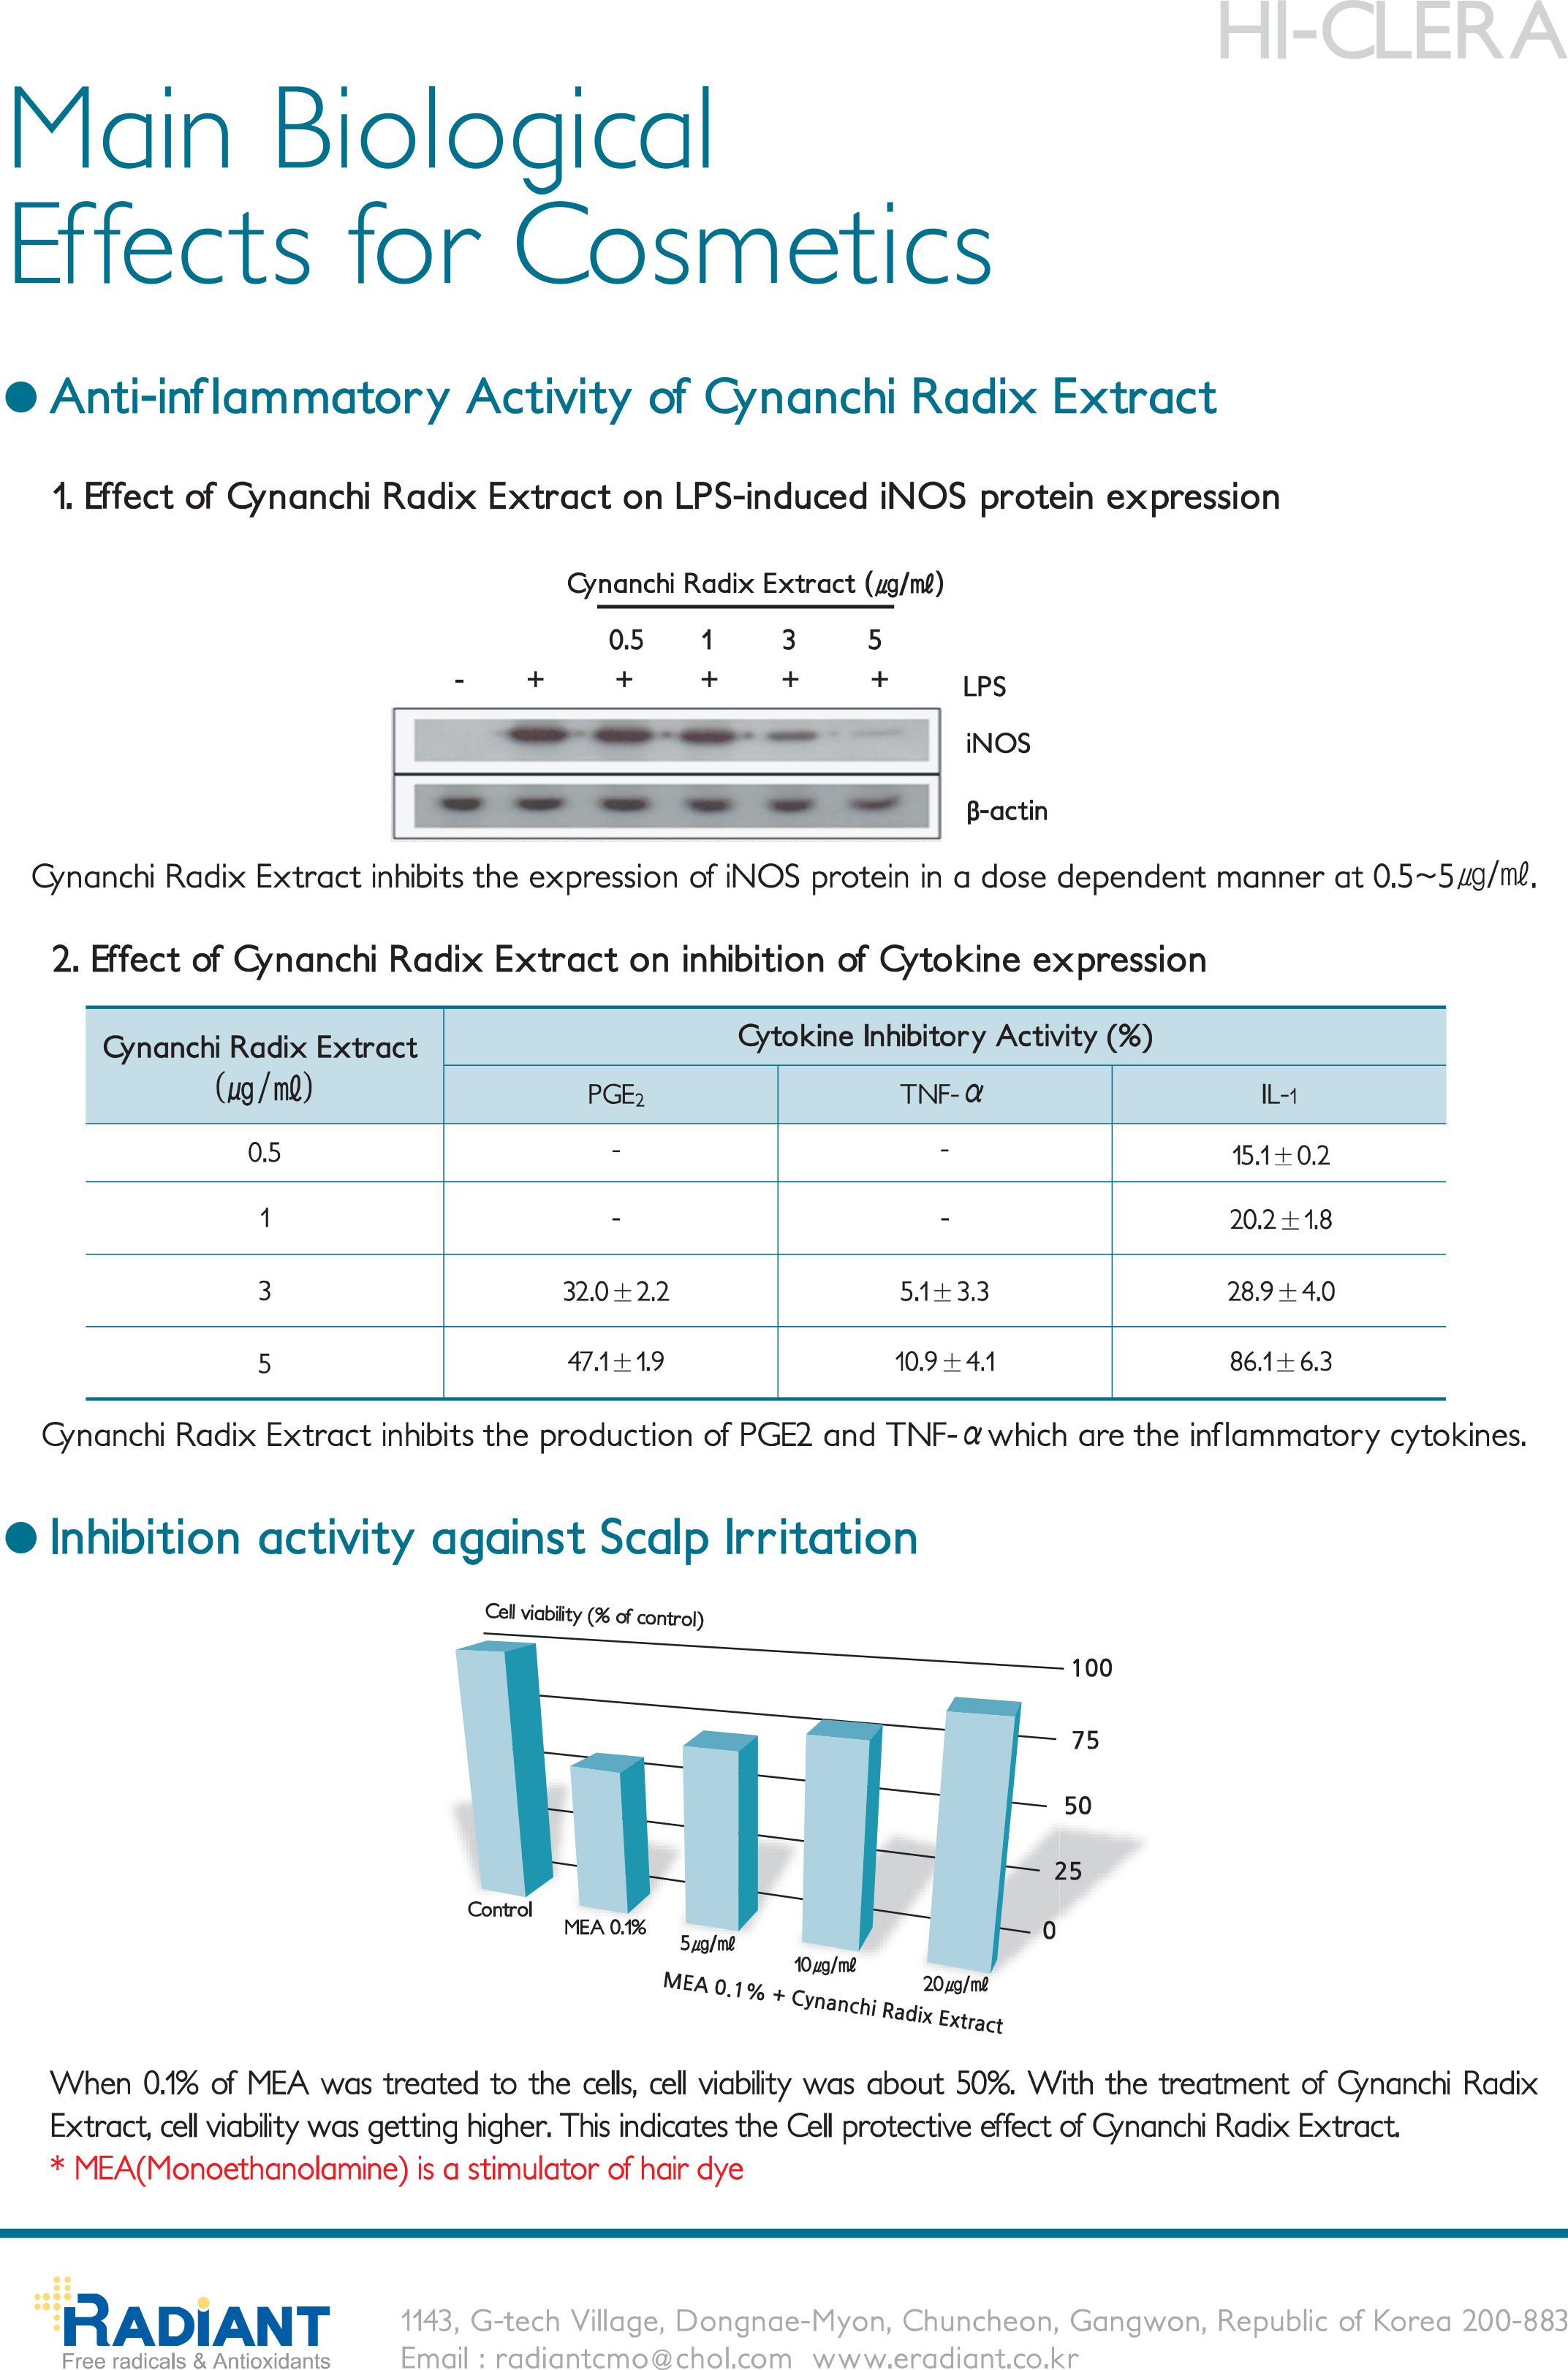 HI-CLERA
Main Biological
Effects for Cosmetics
● Anti-inflammatory Activity of Cynanchi Radix Extract
1. Effect of Cynanchi Radix Extract on LPS-induced iNOS protein expression
Cynanchi Radix Extract (㎍/㎖)
0.5 1 3 5
- + + + + + LPS
iNOS
β-actin
Cynanchi Radix Extract inhibits the expression of iNOS protein in a dose dependent manner at 0.5~5㎍/㎖.
2. Effect of Cynanchi Radix Extract on inhibition of Cytokine expression
Cynanchi Radix Extract
(㎍/㎖)
Cytokine Inhibitory Activity (%)
PGE₂ TNF-α IL-1
0.5 - - 15.1±0.2
1 - - 20.2±1.8
3 32.0±2.2 5.1±3.3 28.9±4.0
5 47.1±1.9 10.9±4.1 86.1±6.3
Cynanchi Radix Extract inhibits the production of PGE2 and TNF-α which are the inflammatory cytokines.
● Inhibition activity against Scalp Irritation
Cell viability (% of control)
100
75
50
25
0
Control
MEA 0.1%
5㎍/㎖
10㎍/㎖
20㎍/㎖
MEA 0.1% + Cynanchi Radix Extract
When 0.1% of MEA was treated to the cells, cell viability was about 50%. With the treatment of Cynanchi Radix
Extract, cell viability was getting higher. This indicates the Cell protective effect of Cynanchi Radix Extract.
* MEA(Monoethanolamine) is a stimulator of hair dye
RADiANT
Free radicals & Antioxidants
1143, G-tech Village, Dongnae-Myon, Chuncheon, Gangwon, Republic of Korea 200-883
Email : radiantcmo@chol.com www.eradiant.co.kr